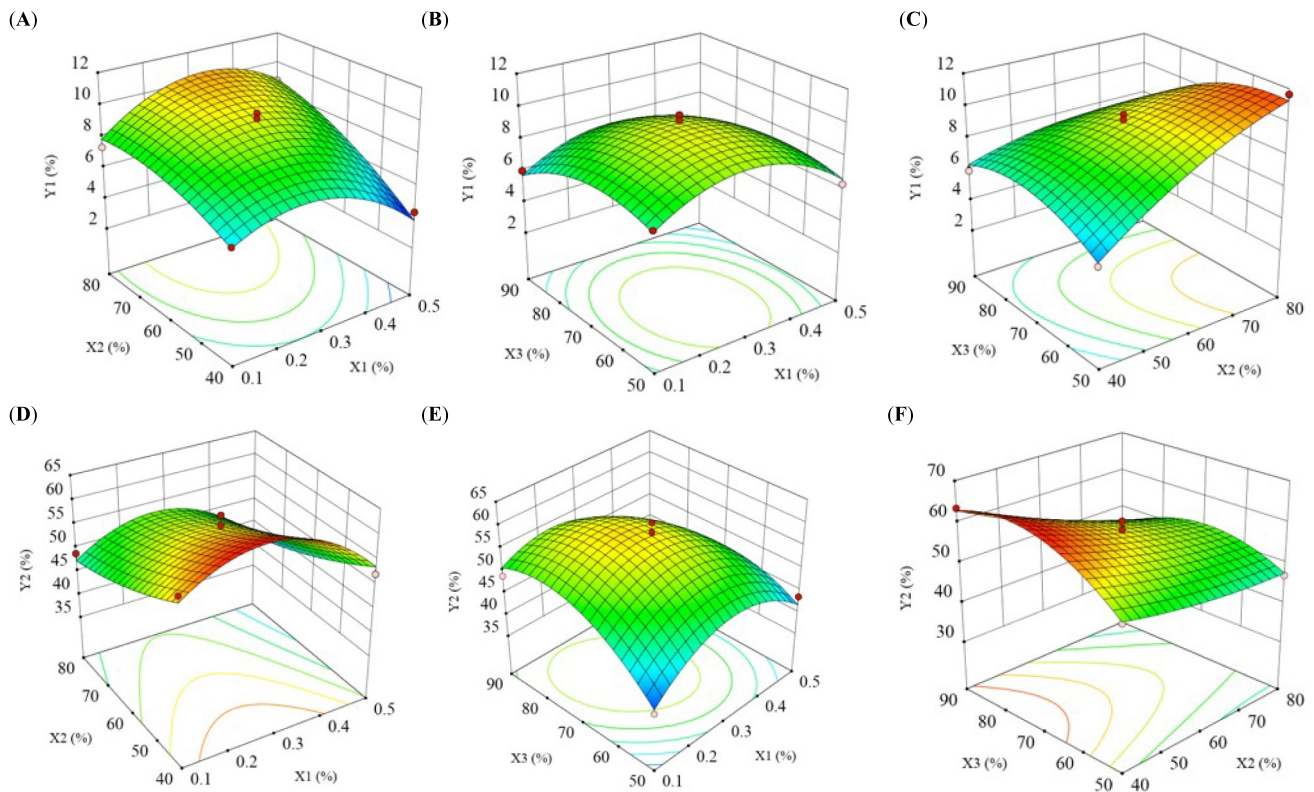 (A) (B) (C)
12 12 12
10 10 10
8 8 8
6 6 6
4 4 4
2 2 2
Y1 (%) Y1 (%) Y1 (%)
80 70 60 50 40
X2 (%)
0.1 0.2 0.3 0.4 0.5
X1 (%)
90 80 70 60 50
X3 (%)
0.1 0.2 0.3 0.4 0.5
X1 (%)
90 80 70 60 50
X3 (%)
40 50 60 70 80
X2 (%)
(D) (E) (F)
65 60 55 50 45 40 35
Y2 (%)
80 70 60 50 40
X2 (%)
0.1 0.2 0.3 0.4 0.5
X1 (%)
65 60 55 50 45 40 35
Y2 (%)
90 80 70 60 50
X3 (%)
0.1 0.2 0.3 0.4 0.5
X1 (%)
70 60 50 40 30
Y2 (%)
90 80 70 60 50
X3 (%)
40 50 60 70 80
X2 (%)